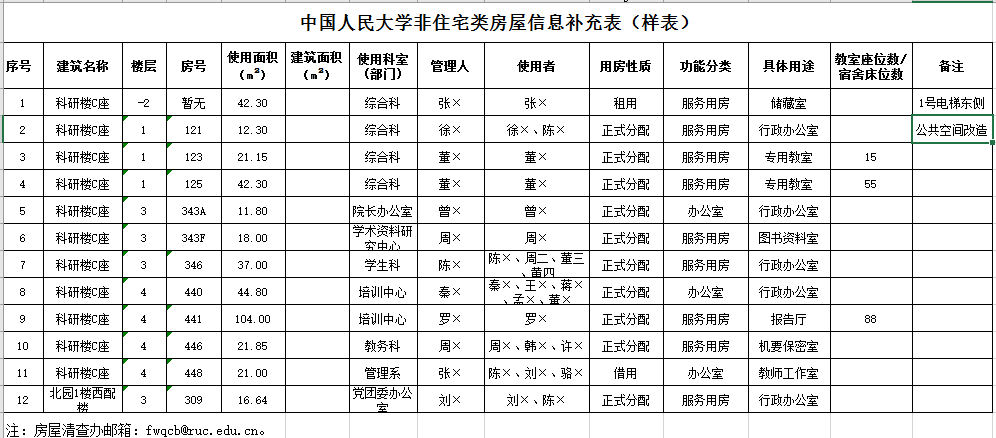 中国人民大学非住宅类房屋信息补充表（样表）
序号 建筑名称 楼层 房号 使用面积（m²） 建筑面积（m²） 使用科室（部门） 管理人 使用者 用房性质 功能分类 具体用途 教室座位数/宿舍床位数 备注
1 科研楼C座 -2 暂无 42.30 综合科 张× 张× 租用 服务用房 储藏室 1号电梯东侧
2 科研楼C座 1 121 12.30 综合科 徐× 徐×、陈× 正式分配 服务用房 行政办公室 公共空间改造
3 科研楼C座 1 123 21.15 综合科 董× 董× 正式分配 服务用房 专用教室 15
4 科研楼C座 1 125 42.30 综合科 董× 董× 正式分配 服务用房 专用教室 55
5 科研楼C座 3 343A 11.80 院长办公室 曾× 曾× 正式分配 办公室 行政办公室
6 科研楼C座 3 343F 18.00 学术资料研究中心 周× 周× 正式分配 服务用房 图书资料室
7 科研楼C座 3 346 37.00 学生科 陈× 陈×、周二、董三、董四 正式分配 服务用房 行政办公室
8 科研楼C座 4 440 44.80 培训中心 秦× 秦×、王×、蒋×、孟×、董× 正式分配 办公室 行政办公室
9 科研楼C座 4 441 104.00 培训中心 罗× 罗× 正式分配 服务用房 报告厅 88
10 科研楼C座 4 446 21.85 教务科 周× 周×、韩×、许× 正式分配 服务用房 机要保密室
11 科研楼C座 4 448 21.00 管理系 张× 陈×、刘×、骆× 借用 办公室 教师工作室
12 北园1楼西配楼 3 309 16.64 党团委办公室 刘× 刘×、陈× 正式分配 服务用房 行政办公室
注：房屋清查办邮箱：fwqcb@ruc.edu.cn。